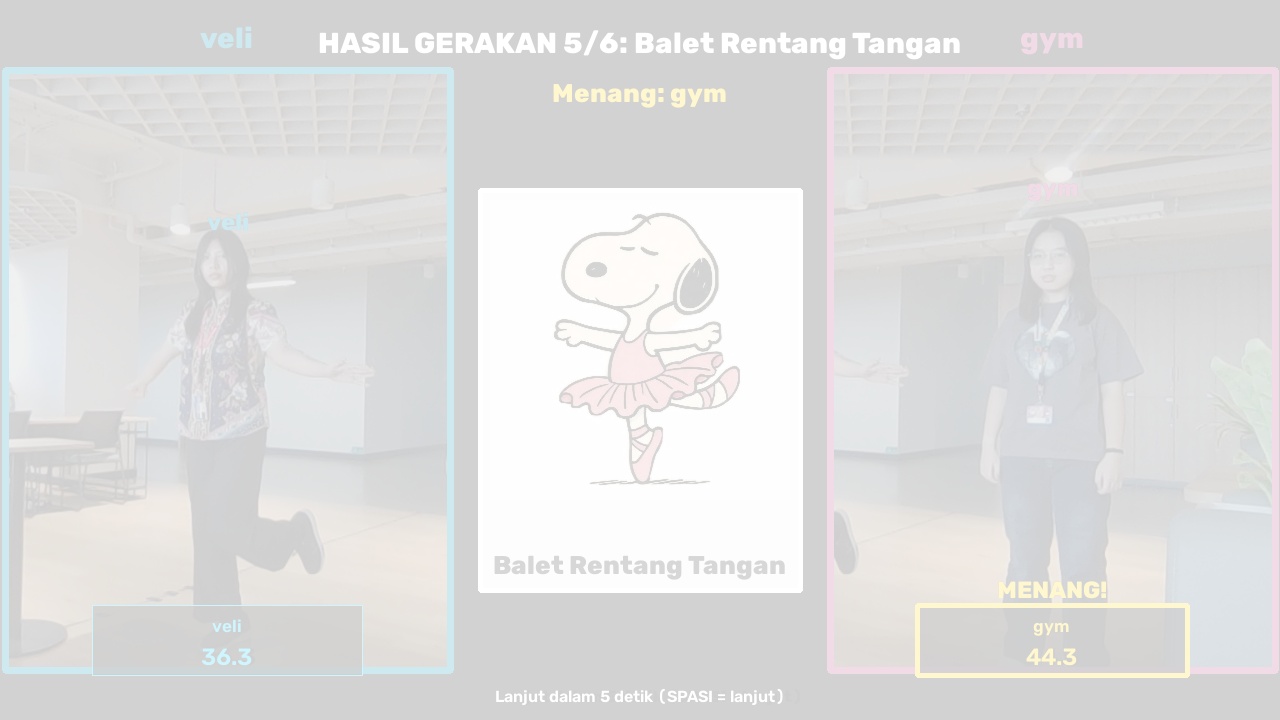 veli
HASIL GERAKAN 5/6: Balet Rentang Tangan
gym
Menang: gym
veli
gym
Balet Rentang Tangan
MENANG!
veli
36.3
gym
44.3
Lanjut dalam 5 detik (SPASI = lanjut)